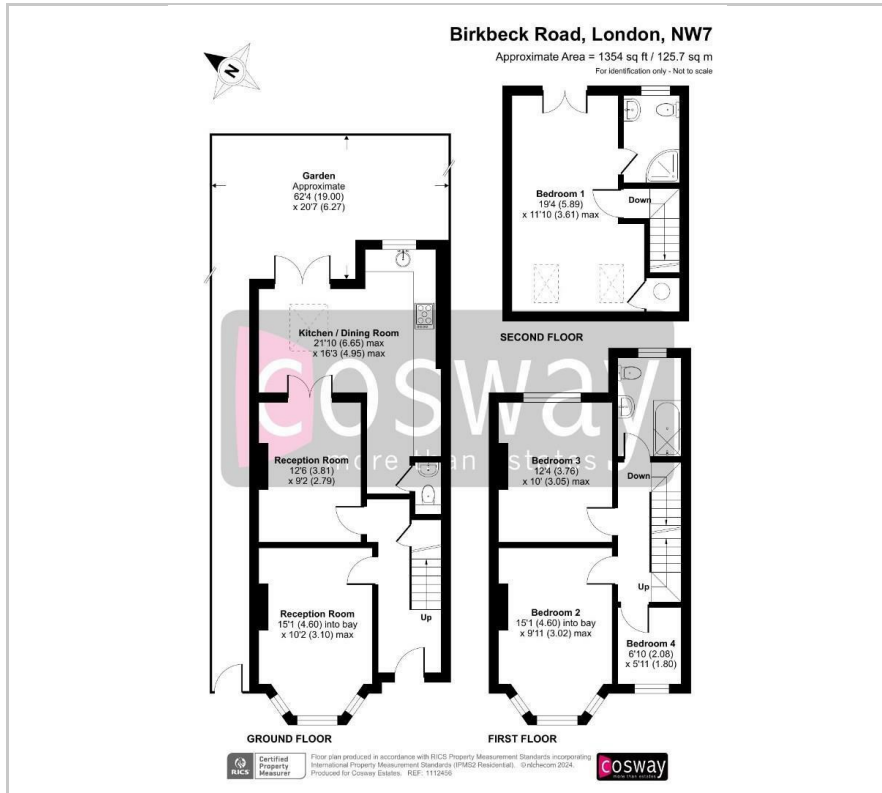 Birkbeck Road, London, NW7
Approximate Area = 1354 sq ft / 125.7 sq m
For identification only - Not to scale
N
Garden
Approximate
62'4 (19.00)
x 20'7 (6.27)
Bedroom 1
19'4 (5.89)
x 11'10 (3.61) max
Down
SECOND FLOOR
Kitchen / Dining Room
21'10 (6.65) max
x 16'3 (4.95) max
cosway
more than estates
Reception Room
12'6 (3.81)
x 9'2 (2.79)
Bedroom 3
12'4 (3.76)
x 10' (3.05) max
Down
Reception Room
15'1 (4.60) into bay
x 10'2 (3.10) max
Up
Bedroom 2
15'1 (4.60) into bay
x 9'11 (3.02) max
Up
Bedroom 4
6'10 (2.08)
x 5'11 (1.80)
GROUND FLOOR
FIRST FLOOR
RICS
Certified
Property
Measurer
Floor plan produced in accordance with RICS Property Measurement Standards incorporating
International Property Measurement Standards (IPMS2 Residential). ©nichecom 2024.
Produced for Cosway Estates. REF: 1112456
cosway
more than estates